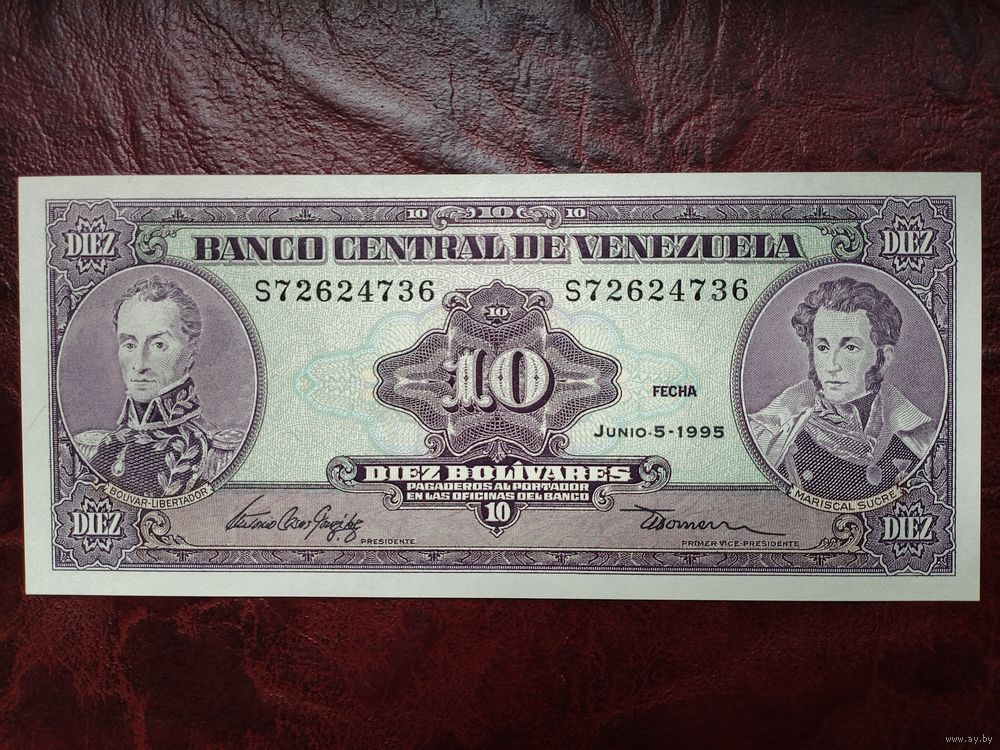 10 10 10
DIEZ DIEZ
BANCO CENTRAL DE VENEZUELA
S72624736 S72624736
10
10
FECHA
JUNIO-5-1995
DIEZ BOLÍVARES
PAGADEROS AL PORTADOR
EN LAS OFICINAS DEL BANCO
BOLIVAR-LIBERTADOR
MARISCAL SUCRE
DIEZ 10 DIEZ
PRESIDENTE
PRIMER VICE-PRESIDENTE
www.ay.by